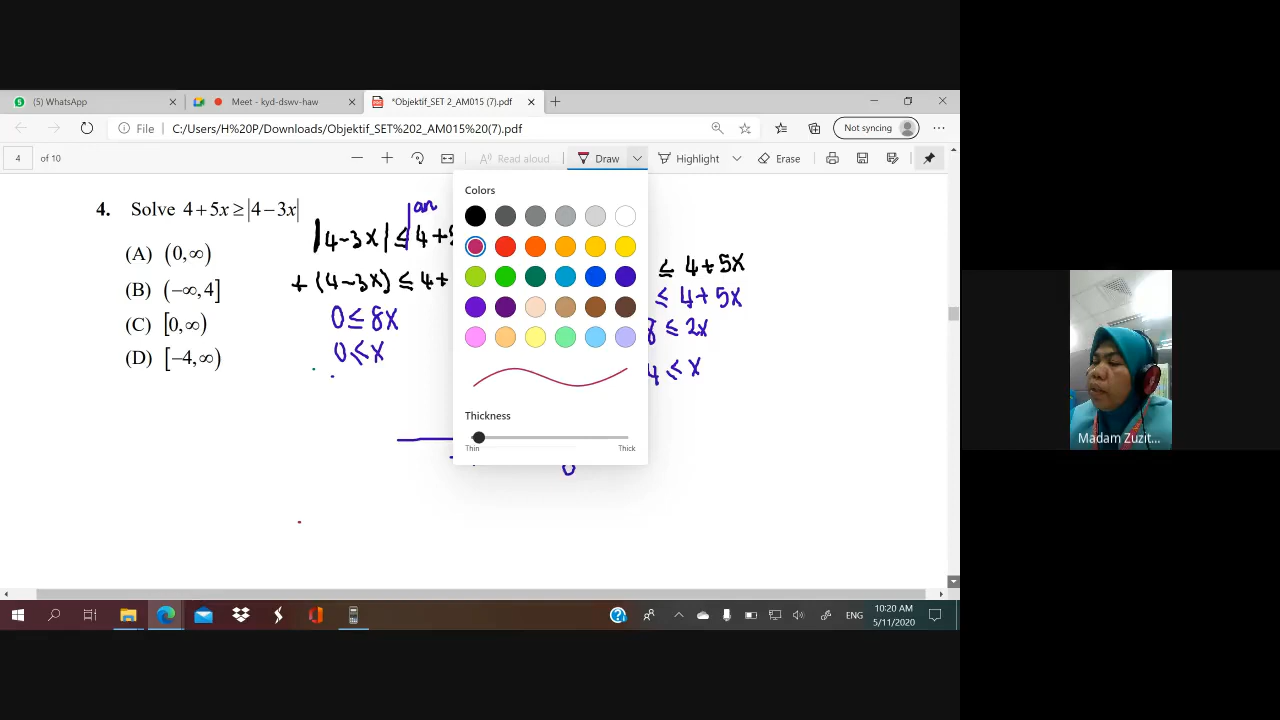 (5) WhatsApp
Meet - kyd-dswv-haw
*Objektif_SET 2_AM015 (7).pdf
File
C:/Users/H%20P/Downloads/Objektif_SET%202_AM015%20(7).pdf
Not syncing
4 of 10
Read aloud
Draw
Highlight
Erase
Colors
Thickness
Thin
Thick
4. Solve 4+5x≥|4−3x|
(A) (0,∞)
(B) (−∞,4]
(C) [0,∞)
(D) [−4,∞)
an
|4-3x| ≤ 4+
+ (4-3x) ≤ 4+
0 ≤ 8x
0 ≤ x
≤ 4+5x
≤ 4+5x
≤ 2x
4 ≤ x
0
Madam Zuzit...
ENG
10:20 AM
5/11/2020